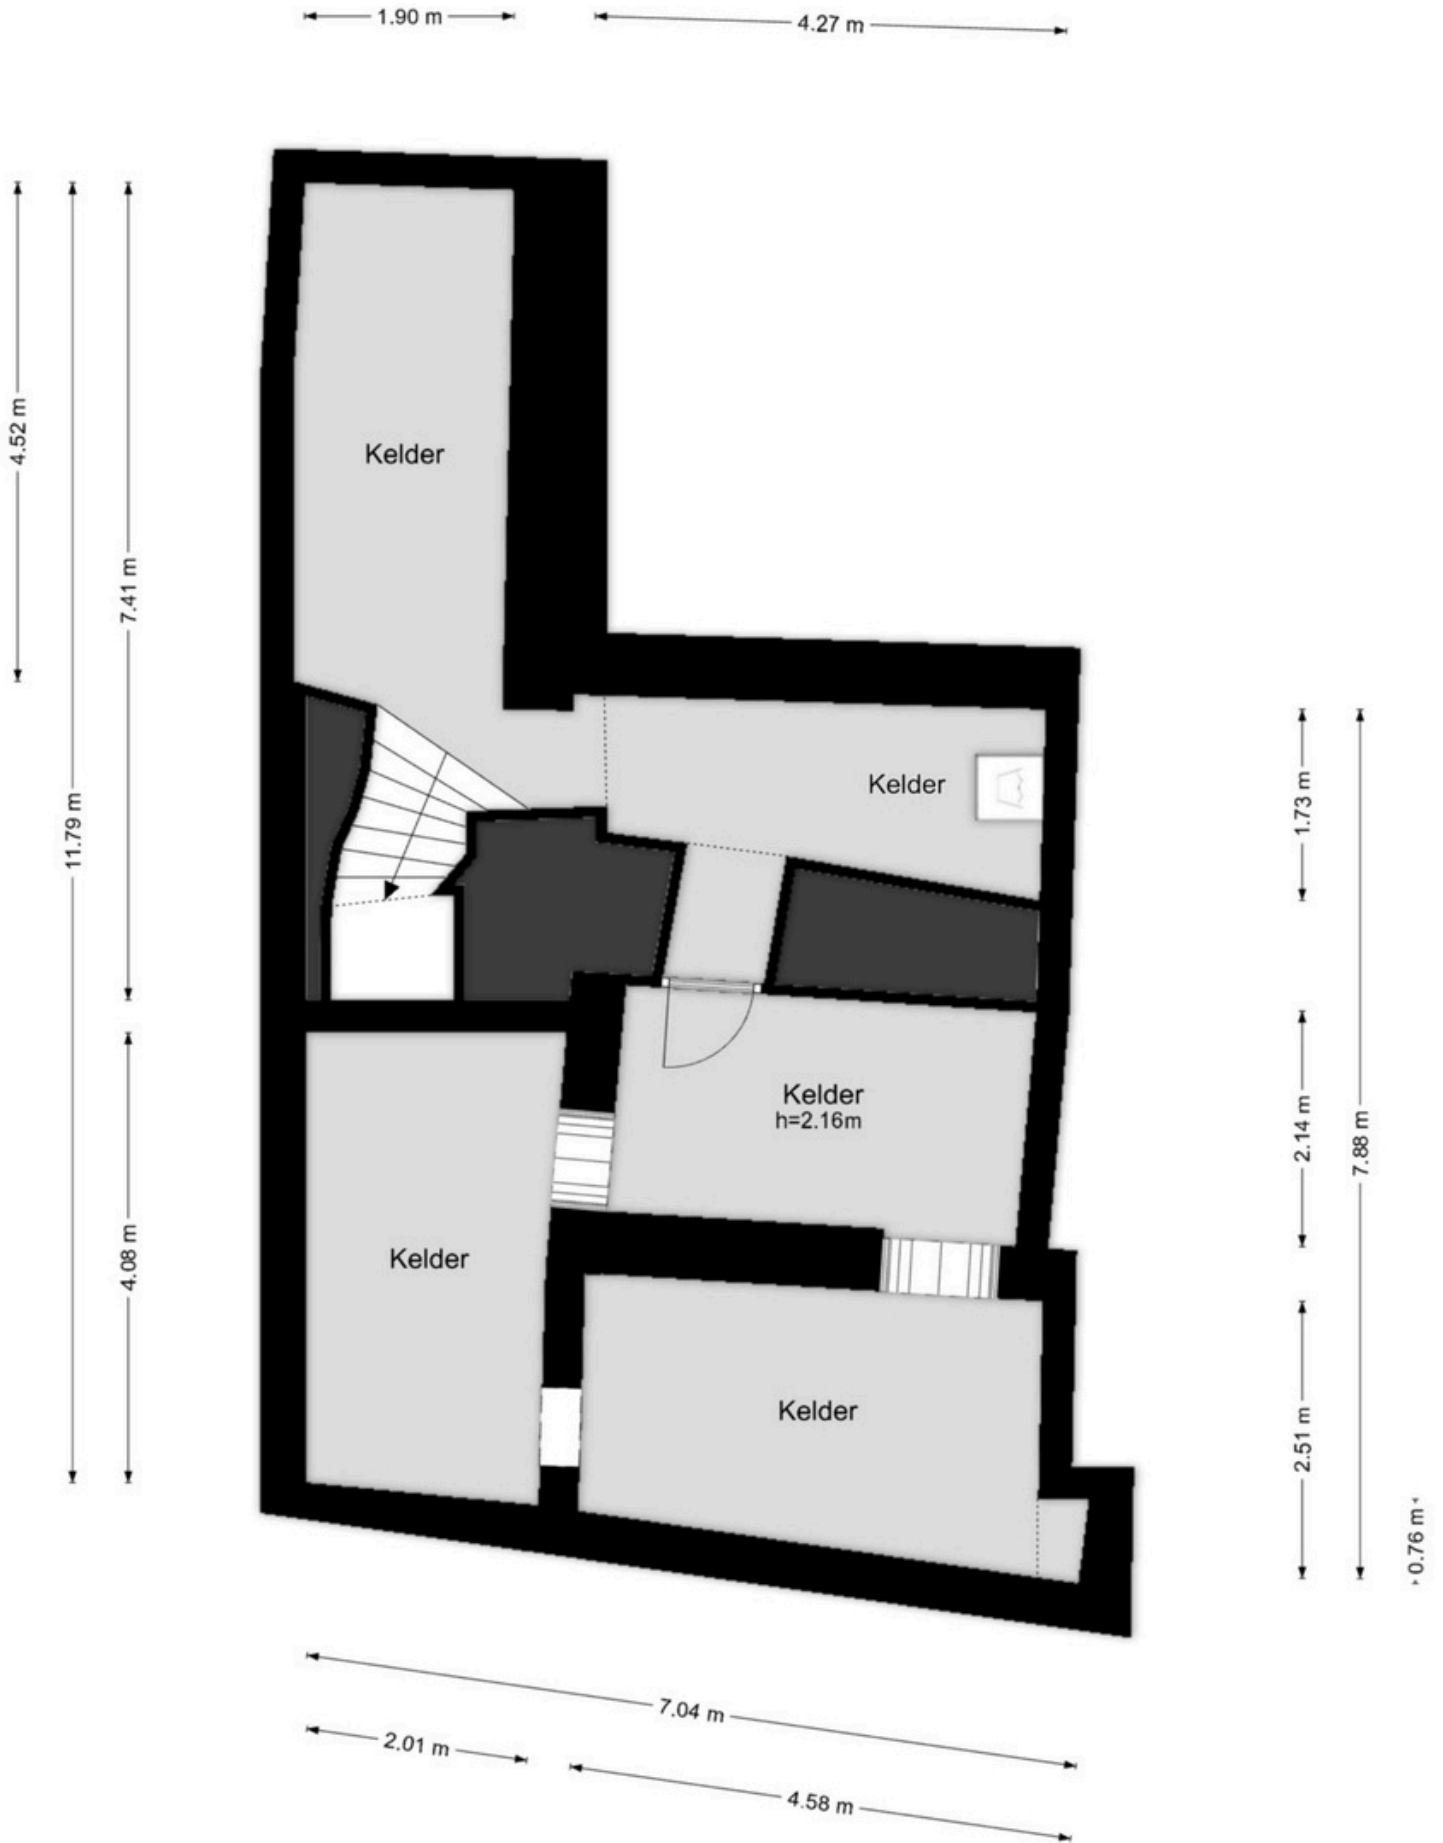 1.90 m
4.27 m
4.52 m
11.79 m
7.41 m
4.08 m
Kelder
Kelder
Kelder
h=2.16m
Kelder
Kelder
1.73 m
2.14 m
2.51 m
7.88 m
0.76 m
7.04 m
2.01 m
4.58 m